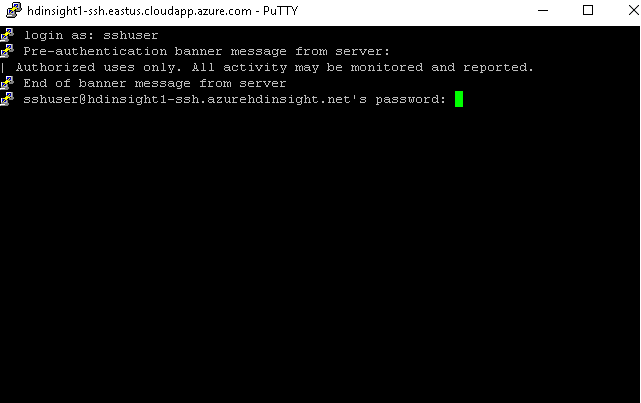 hdinsight1-ssh.eastus.cloudapp.azure.com - PuTTY
login as: sshuser
Pre-authentication banner message from server:
| Authorized uses only. All activity may be monitored and reported.
End of banner message from server
sshuser@hdinsight1-ssh.azurehdinsight.net's password: